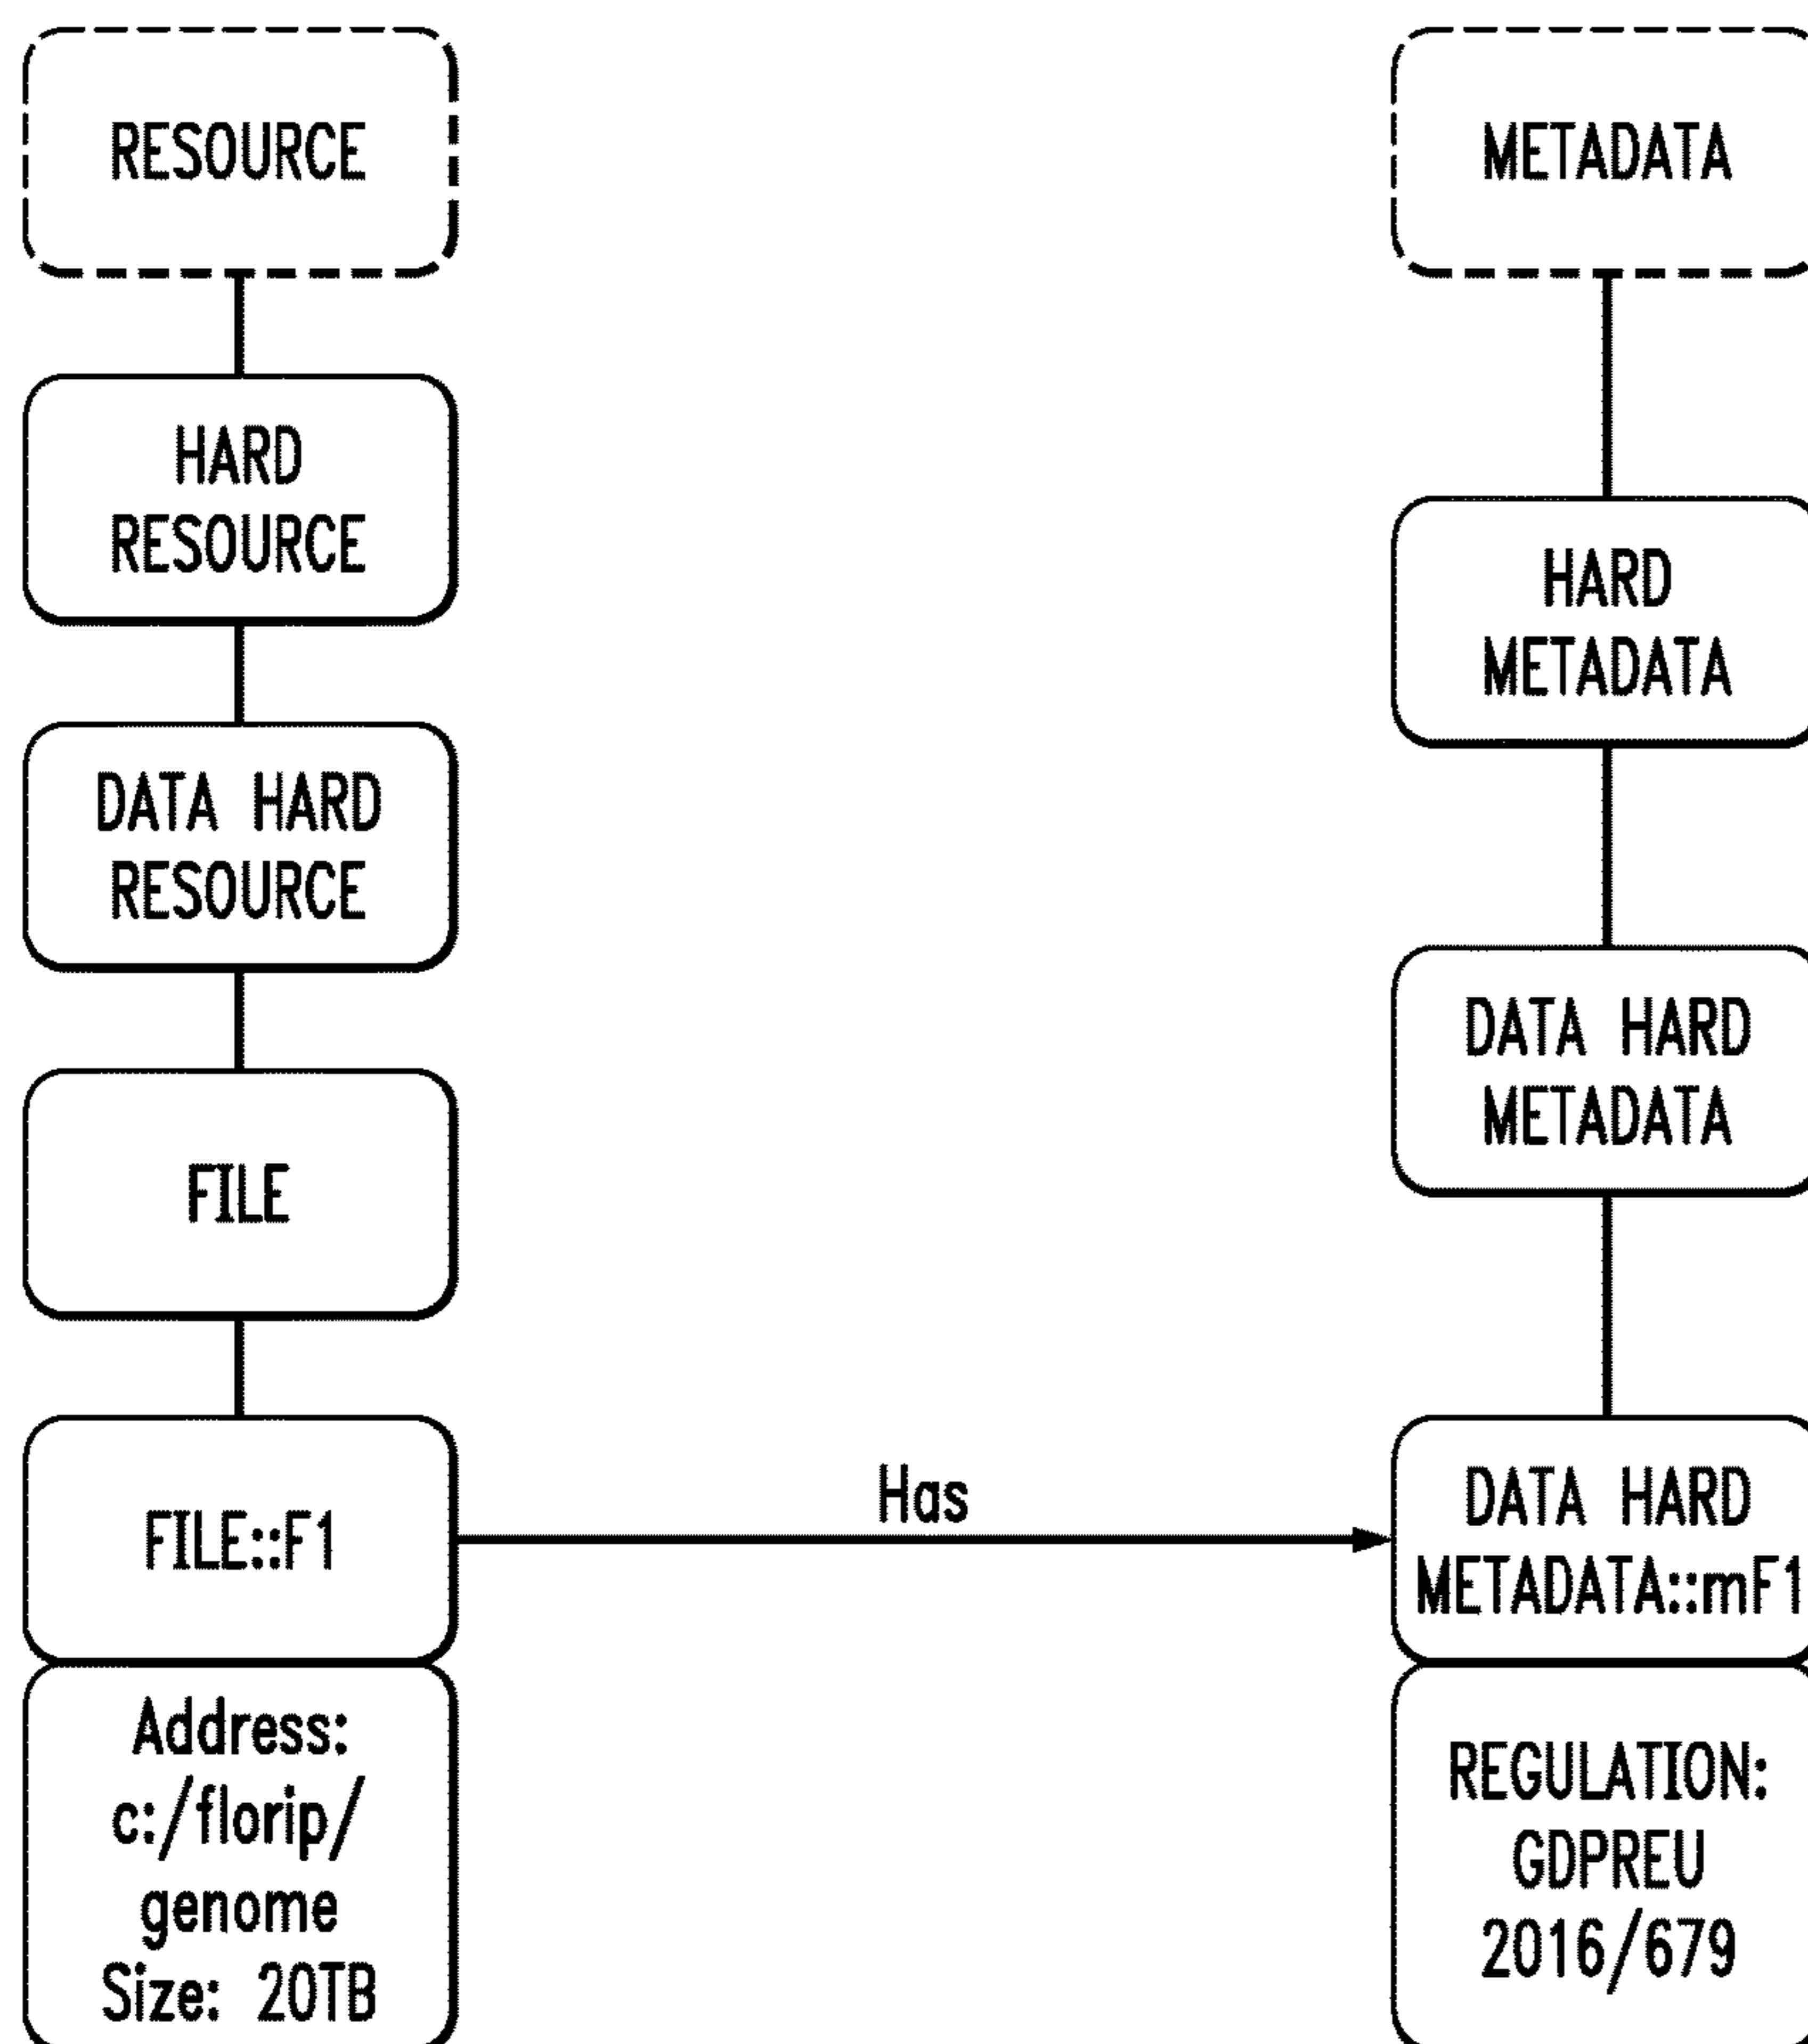 RESOURCE
HARD
RESOURCE
DATA HARD
RESOURCE
FILE
FILE::F1
Address:
c:/florip/
genome
Size: 20TB
Has
METADATA
HARD
METADATA
DATA HARD
METADATA
DATA HARD
METADATA::mF1
REGULATION:
GDPREU
2016/679